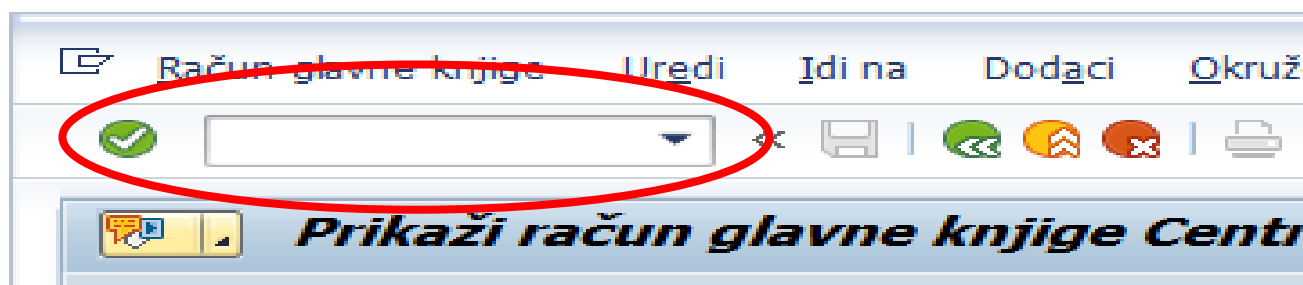 Račun glavne knjige Uredi Idi na Dodaci Okruž
Prikaži račun glavne knjige Centr